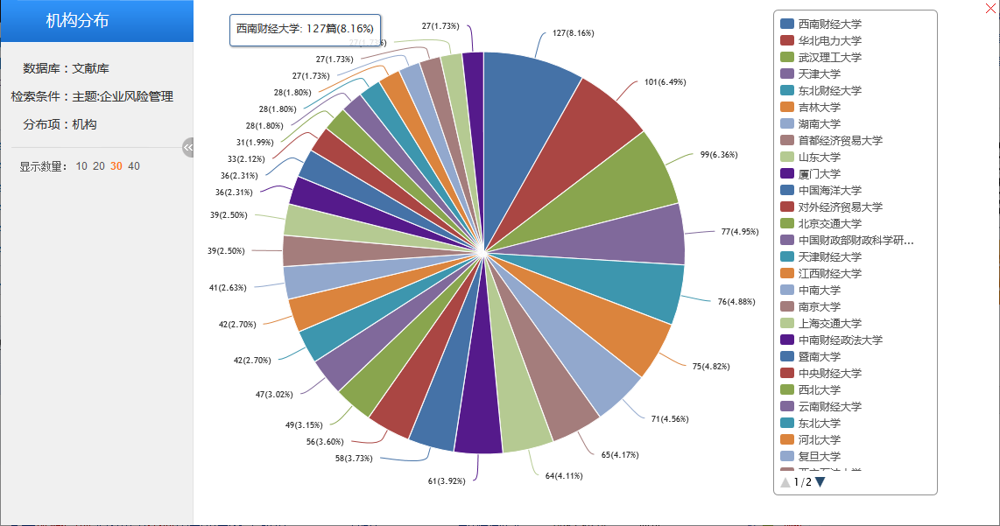 机构分布
数据库：文献库
检索条件：主题:企业风险管理
分布项：机构
显示数量： 10 20 30 40
西南财经大学: 127篇(8.16%)
127(8.16%)
101(6.49%)
99(6.36%)
77(4.95%)
76(4.88%)
75(4.82%)
71(4.56%)
65(4.17%)
64(4.11%)
61(3.92%)
58(3.73%)
56(3.60%)
49(3.15%)
47(3.02%)
42(2.70%)
42(2.70%)
41(2.63%)
39(2.50%)
39(2.50%)
36(2.31%)
36(2.31%)
33(2.12%)
31(1.99%)
28(1.80%)
28(1.80%)
28(1.80%)
27(1.73%)
27(1.73%)
27(1.73%)
27(1.73%)
西南财经大学
华北电力大学
武汉理工大学
天津大学
东北财经大学
吉林大学
湖南大学
首都经济贸易大学
山东大学
厦门大学
中国海洋大学
对外经济贸易大学
北京交通大学
中国财政部财政科学研...
天津财经大学
江西财经大学
中南大学
南京大学
上海交通大学
中南财经政法大学
暨南大学
中央财经大学
西北大学
云南财经大学
东北大学
河北大学
复旦大学
1/2